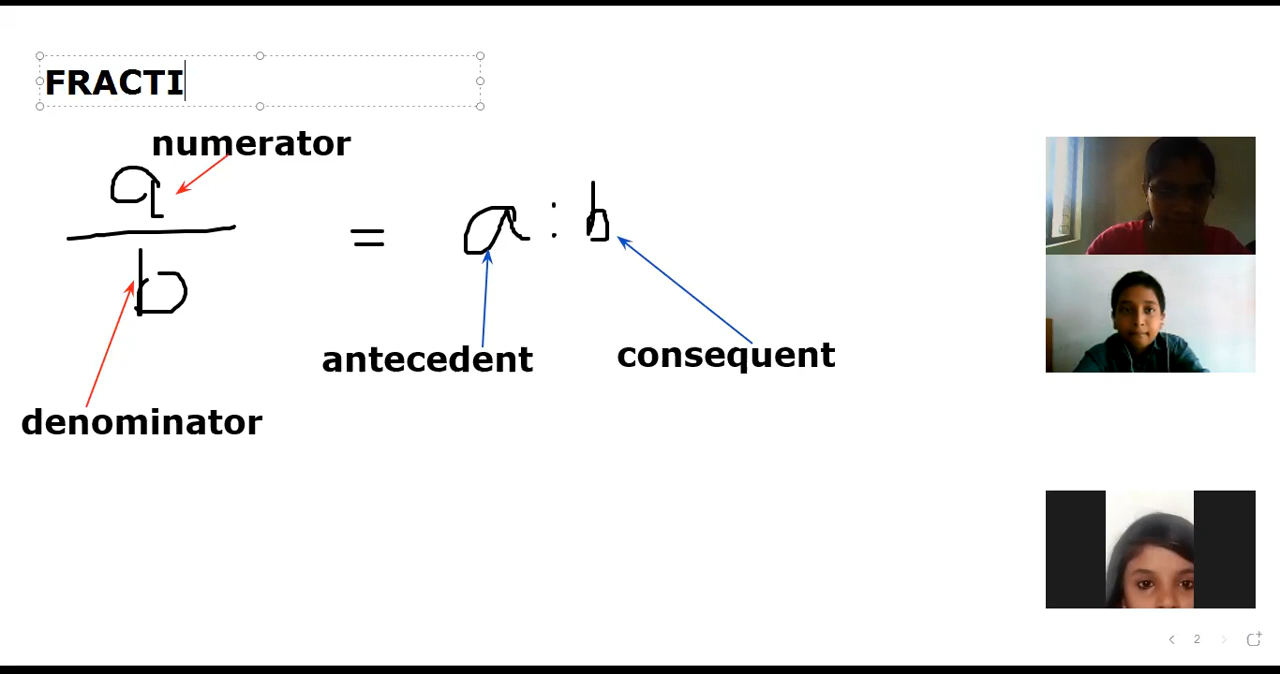 FRACTI
numerator
a
b
= a : b
antecedent
consequent
denominator
2